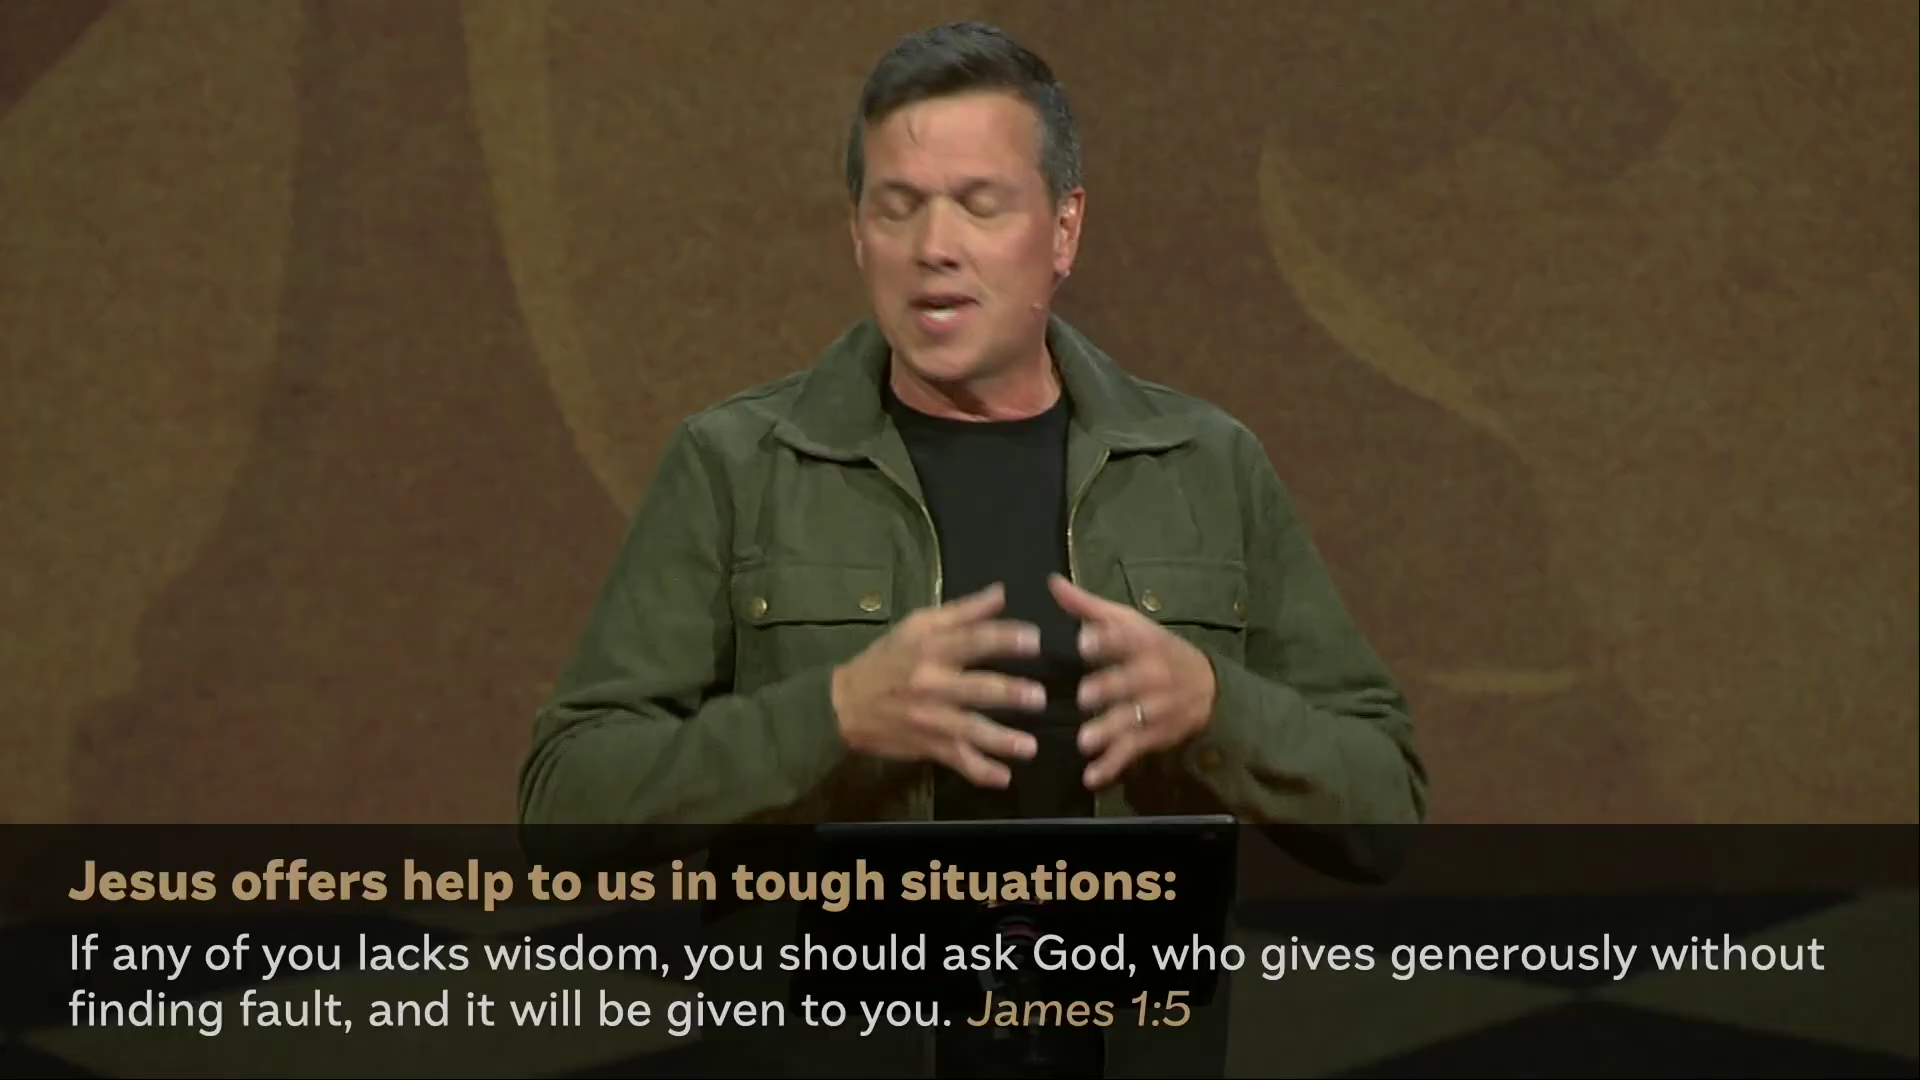 Jesus offers help to us in tough situations:
If any of you lacks wisdom, you should ask God, who gives generously without
finding fault, and it will be given to you. James 1:5